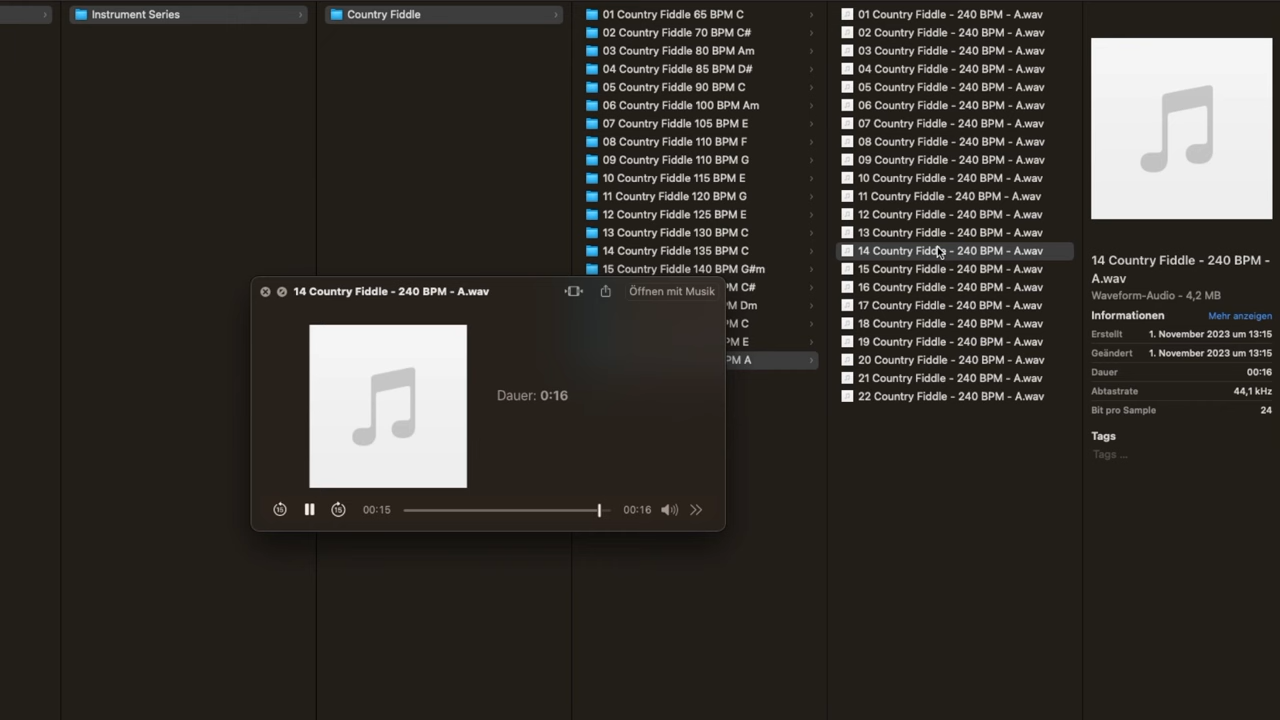 Instrument Series
Country Fiddle
01 Country Fiddle 65 BPM C
02 Country Fiddle 70 BPM C#
03 Country Fiddle 80 BPM Am
04 Country Fiddle 85 BPM D#
05 Country Fiddle 90 BPM C
06 Country Fiddle 100 BPM Am
07 Country Fiddle 105 BPM E
08 Country Fiddle 110 BPM F
09 Country Fiddle 110 BPM G
10 Country Fiddle 115 BPM E
11 Country Fiddle 120 BPM G
12 Country Fiddle 125 BPM E
13 Country Fiddle 130 BPM C
14 Country Fiddle 135 BPM C
15 Country Fiddle 140 BPM G#m
PM C#
PM Dm
PM C
PM E
PM A
01 Country Fiddle - 240 BPM - A.wav
02 Country Fiddle - 240 BPM - A.wav
03 Country Fiddle - 240 BPM - A.wav
04 Country Fiddle - 240 BPM - A.wav
05 Country Fiddle - 240 BPM - A.wav
06 Country Fiddle - 240 BPM - A.wav
07 Country Fiddle - 240 BPM - A.wav
08 Country Fiddle - 240 BPM - A.wav
09 Country Fiddle - 240 BPM - A.wav
10 Country Fiddle - 240 BPM - A.wav
11 Country Fiddle - 240 BPM - A.wav
12 Country Fiddle - 240 BPM - A.wav
13 Country Fiddle - 240 BPM - A.wav
14 Country Fiddle - 240 BPM - A.wav
15 Country Fiddle - 240 BPM - A.wav
16 Country Fiddle - 240 BPM - A.wav
17 Country Fiddle - 240 BPM - A.wav
18 Country Fiddle - 240 BPM - A.wav
19 Country Fiddle - 240 BPM - A.wav
20 Country Fiddle - 240 BPM - A.wav
21 Country Fiddle - 240 BPM - A.wav
22 Country Fiddle - 240 BPM - A.wav
14 Country Fiddle - 240 BPM -
A.wav
Waveform-Audio - 4,2 MB
Informationen Mehr anzeigen
Erstellt 1. November 2023 um 13:15
Geändert 1. November 2023 um 13:15
Dauer 00:16
Abtastrate 44,1 kHz
Bit pro Sample 24
Tags
Tags ...
14 Country Fiddle - 240 BPM - A.wav Öffnen mit Musik
Dauer: 0:16
15 15 00:15 00:16